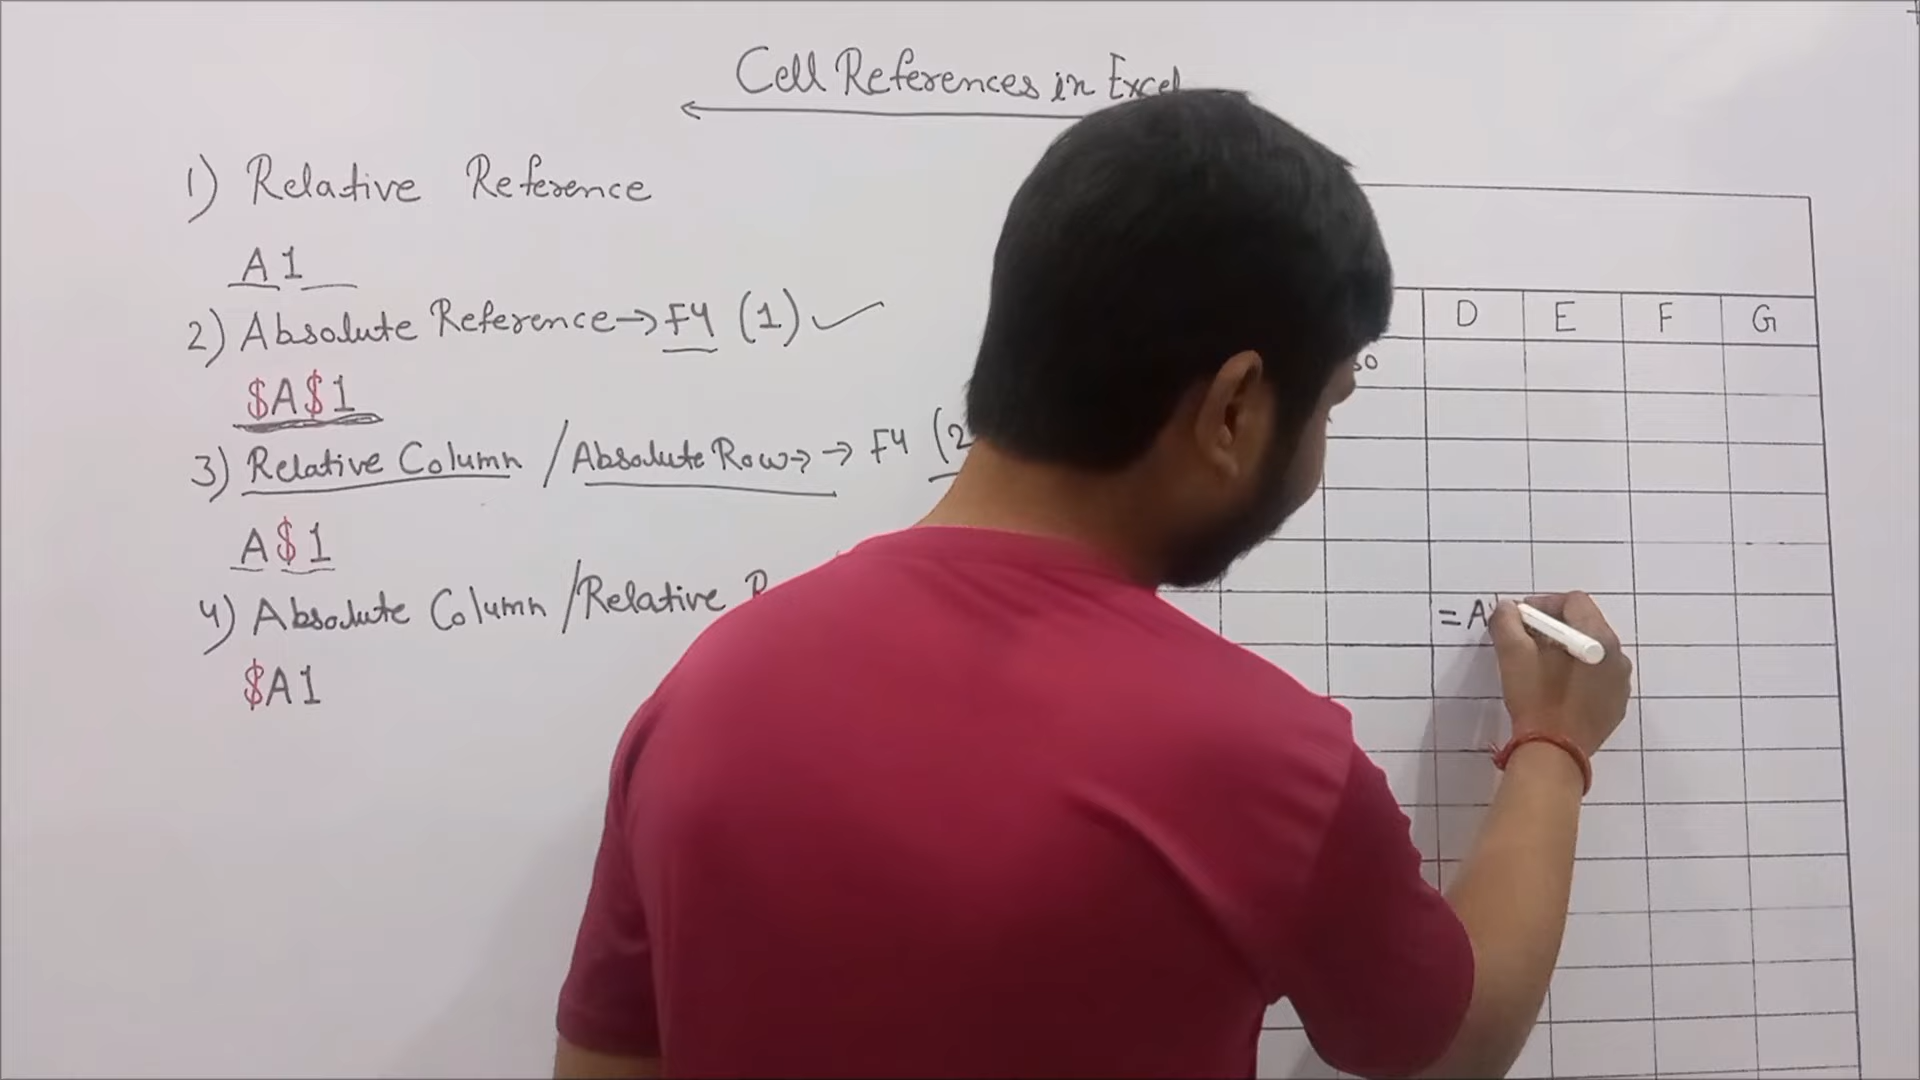 Cell References in Excel
1) Relative Reference
A1
2) Absolute Reference→ F4 (1) ✓
$A$1
3) Relative Column / Absolute Row→ → F4 (2
A$1
4) Absolute Column / Relative
$A1
D E F G
= A